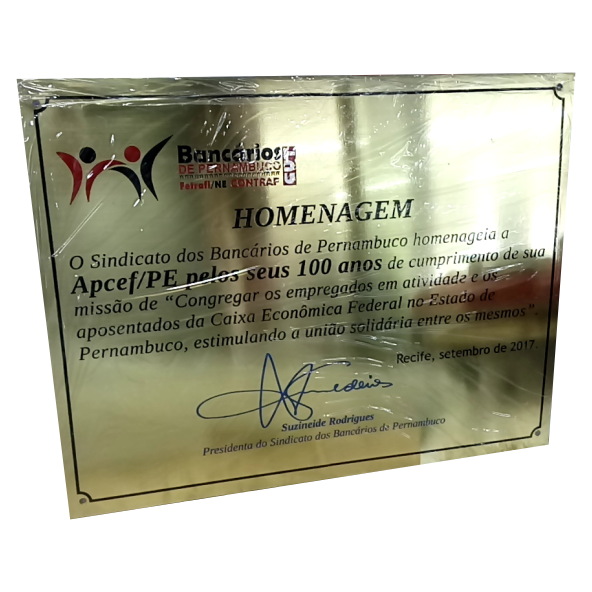 Bancários
DE PERNAMBUCO
Fetrafi/NE CONTRAF CUT
HOMENAGEM
O Sindicato dos Bancários de Pernambuco homenageia a
Apcef/PE pelos seus 100 anos de cumprimento de sua
missão de “Congregar os empregados em atividade e os
aposentados da Caixa Econômica Federal no Estado de
Pernambuco, estimulando a união solidária entre os mesmos”.
Recife, setembro de 2017.
Suzineide Rodrigues
Presidenta do Sindicato dos Bancários de Pernambuco